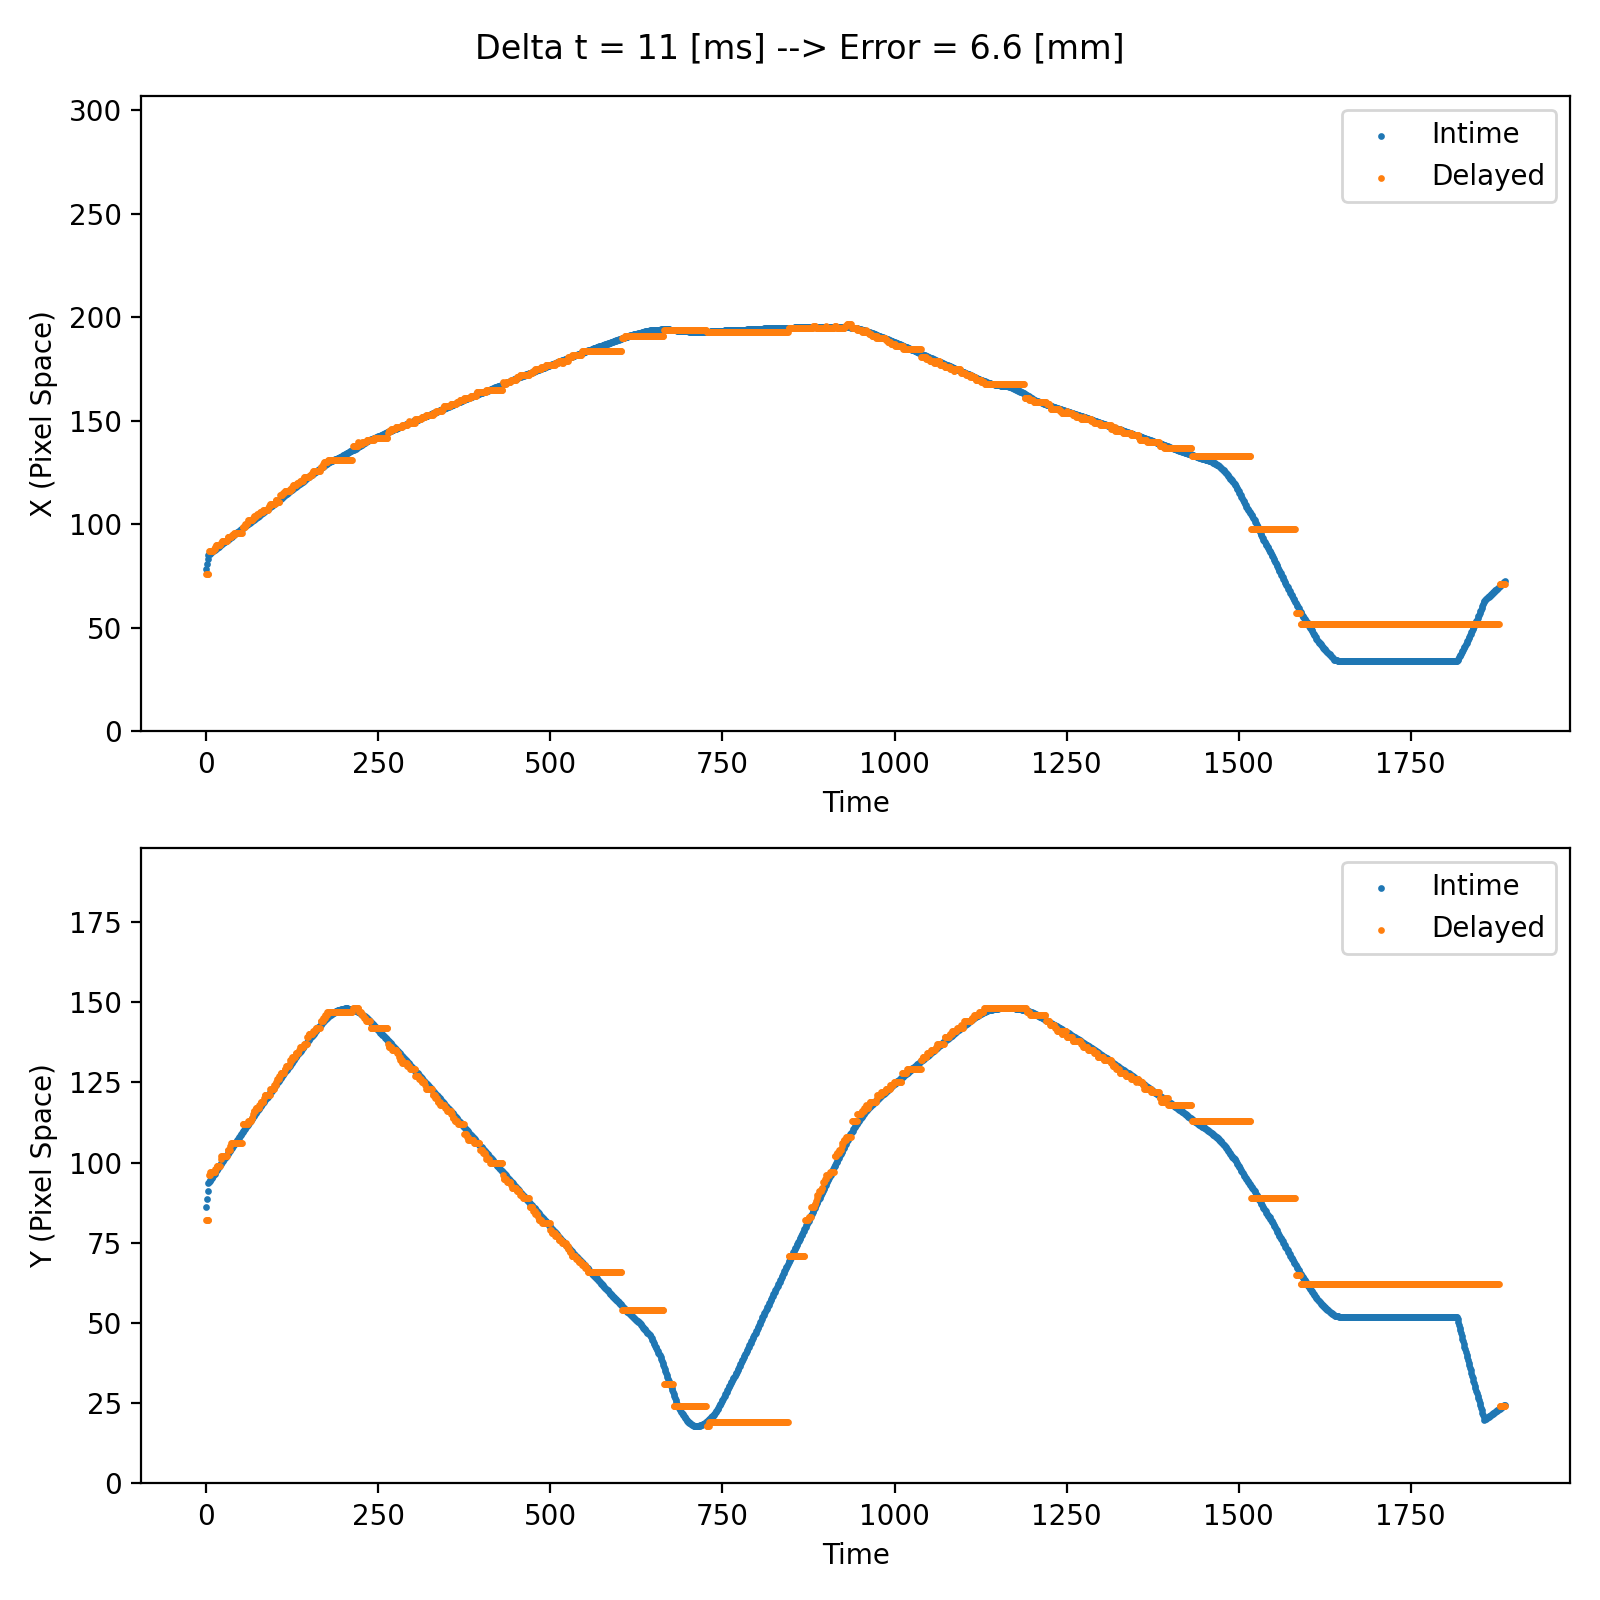 Delta t = 11 [ms] --> Error = 6.6 [mm]
300
250
200
150
100
50
0
X (Pixel Space)
Intime
Delayed
0 250 500 750 1000 1250 1500 1750
Time
175
150
125
100
75
50
25
0
Y (Pixel Space)
Intime
Delayed
0 250 500 750 1000 1250 1500 1750
Time